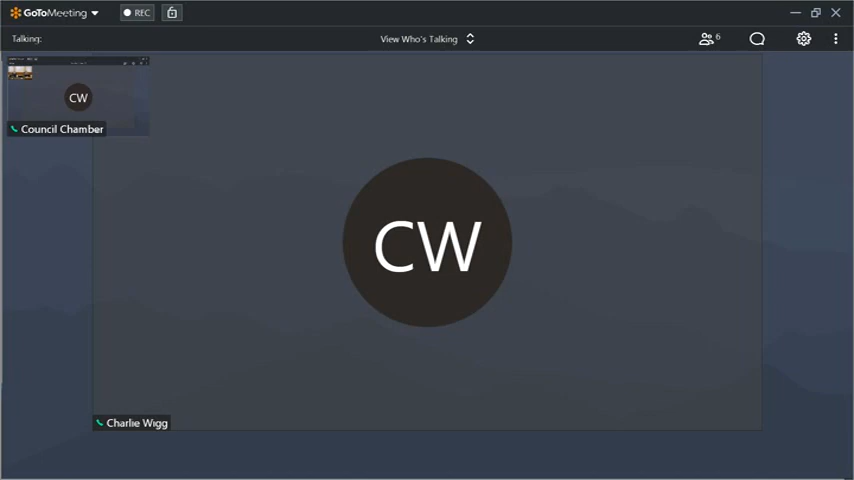 GoToMeeting
REC
Talking:
View Who's Talking
6
CW
Council Chamber
CW
Charlie Wigg